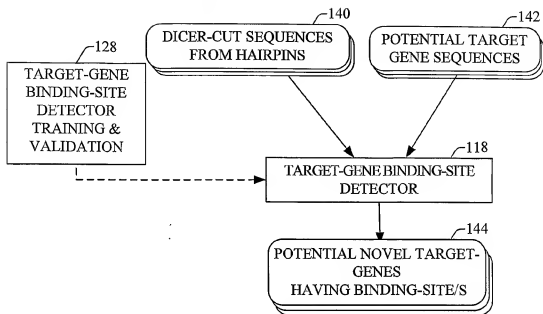 128
TARGET-GENE
BINDING-SITE
DETECTOR
TRAINING &
VALIDATION
140
DICER-CUT SEQUENCES
FROM HAIRPINS
142
POTENTIAL TARGET
GENE SEQUENCES
118
TARGET-GENE BINDING-SITE
DETECTOR
144
POTENTIAL NOVEL TARGET-
GENES
HAVING BINDING-SITE/S